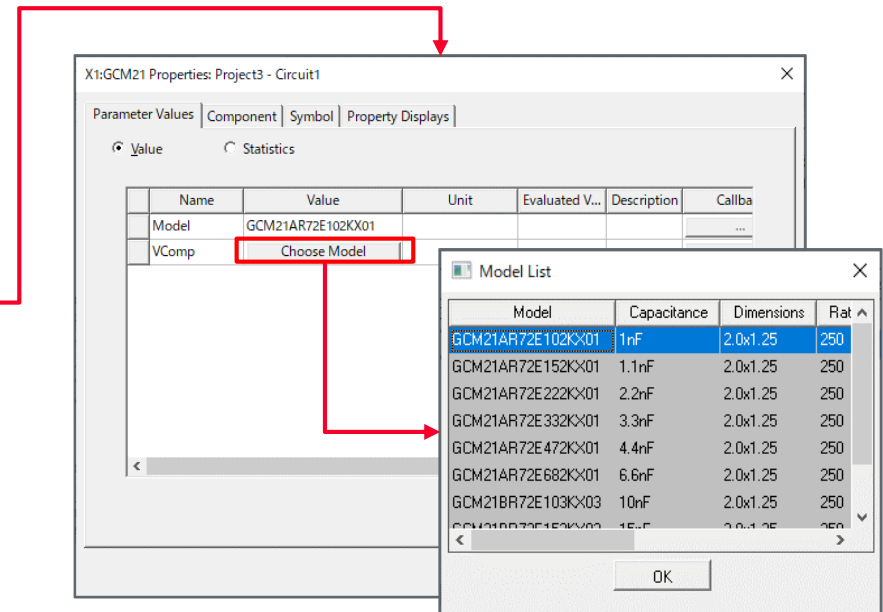 X1:GCM21 Properties: Project3 - Circuit1
Parameter Values Component Symbol Property Displays
Value Statistics
Name Value Unit Evaluated V... Description Callba
Model GCM21AR72E102KX01 ...
VComp Choose Model
Model List
Model Capacitance Dimensions Rat
GCM21AR72E102KX01 1nF 2.0x1.25 250
GCM21AR72E152KX01 1.1nF 2.0x1.25 250
GCM21AR72E222KX01 2.2nF 2.0x1.25 250
GCM21AR72E332KX01 3.3nF 2.0x1.25 250
GCM21AR72E472KX01 4.4nF 2.0x1.25 250
GCM21AR72E682KX01 6.6nF 2.0x1.25 250
GCM21BR72E103KX03 10nF 2.0x1.25 250
OK